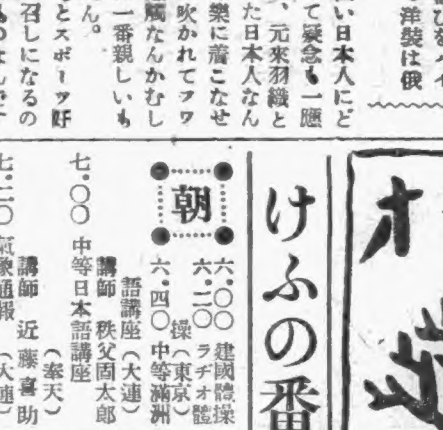 洋裝は俄
い日本人にど
て疑念も一應
、元來羽織と
た日本人なん
樂に着こなせ
吹かれてフワ
觸なんかむし
一番親しいも
ん。
とスポーツ好
召しになるの
オ
けふの番
朝
六・〇〇 建國體操
六・二〇 ラヂオ體
操(東京)
六・四〇 中等滿洲
語講座(大連)
講師 秩父固太郎
七・〇〇 中等日本語講座
(奉天)
講師 近藤喜助
七・二〇 氣象通報 (大連)